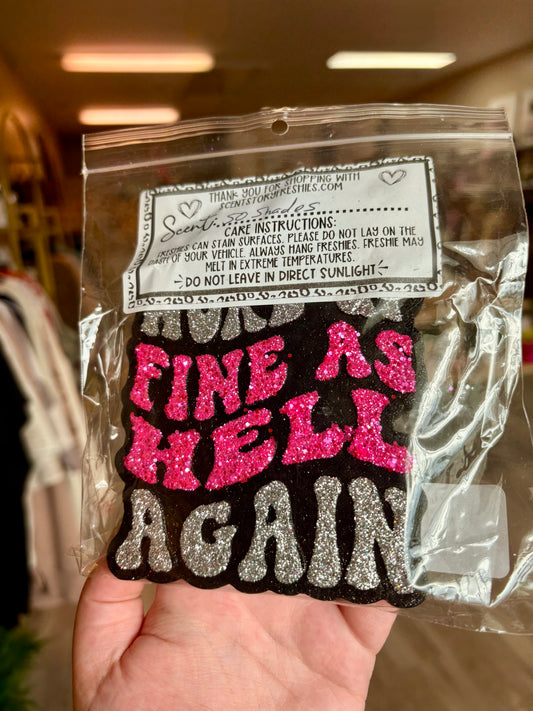 THANK YOU FOR SHOPPING WITH
SCENTSTORYFRESHIES.COM
Scent: 50 Shades
CARE INSTRUCTIONS:
FRESHIES CAN STAIN SURFACES. PLEASE DO NOT LAY ON THE
DASH OF YOUR VEHICLE. ALWAYS HANG FRESHIES. FRESHIE MAY
MELT IN EXTREME TEMPERATURES.
DO NOT LEAVE IN DIRECT SUNLIGHT
FINE AS
HELL
AGAIN